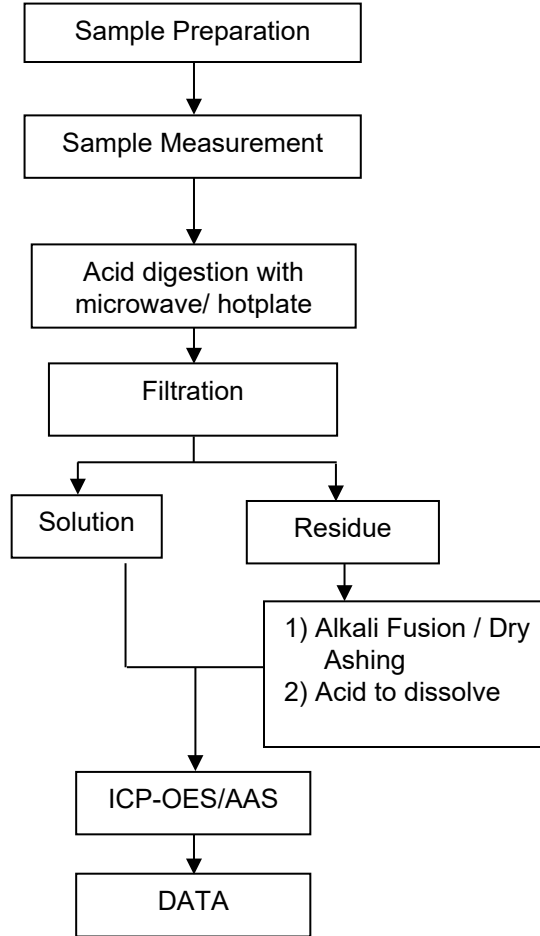 Sample Preparation
Sample Measurement
Acid digestion with
microwave/ hotplate
Filtration
Solution
Residue
1) Alkali Fusion / Dry
Ashing
2) Acid to dissolve
ICP-OES/AAS
DATA